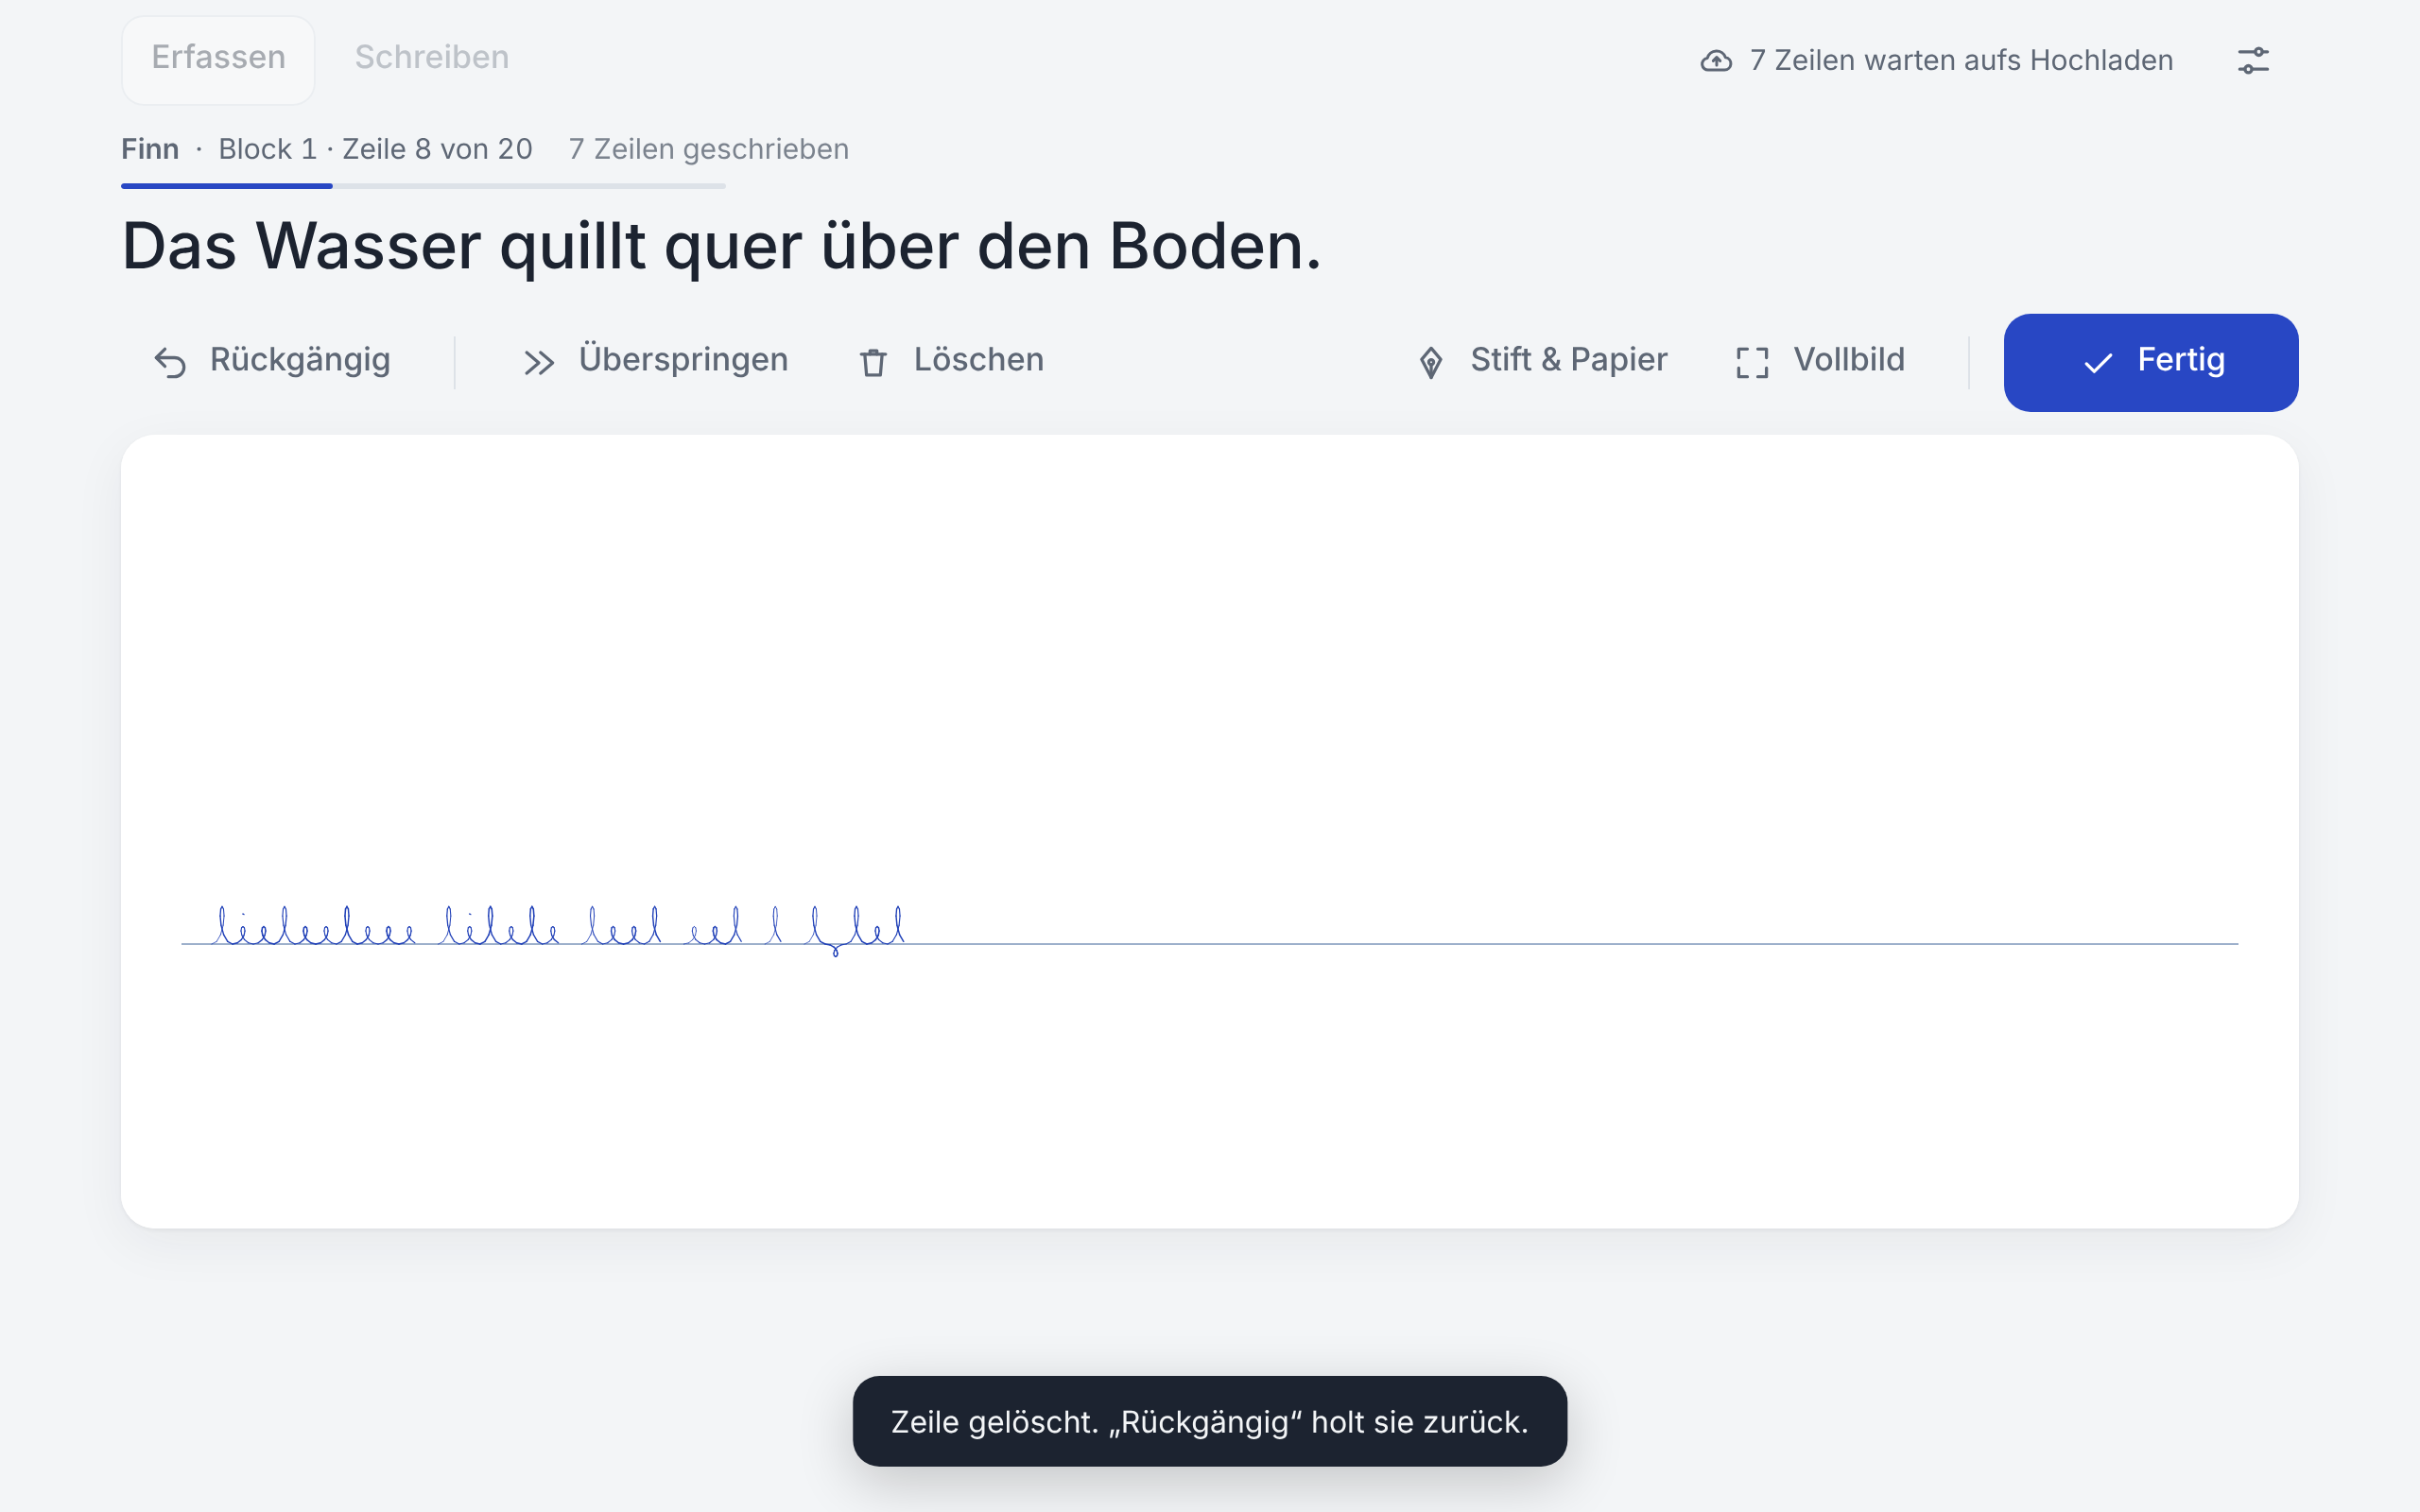 Erfassen Schreiben 7 Zeilen warten aufs Hochladen
Finn · Block 1 · Zeile 8 von 20 7 Zeilen geschrieben
Das Wasser quillt quer über den Boden.
Rückgängig Überspringen Löschen Stift & Papier Vollbild Fertig
Zeile gelöscht. „Rückgängig“ holt sie zurück.